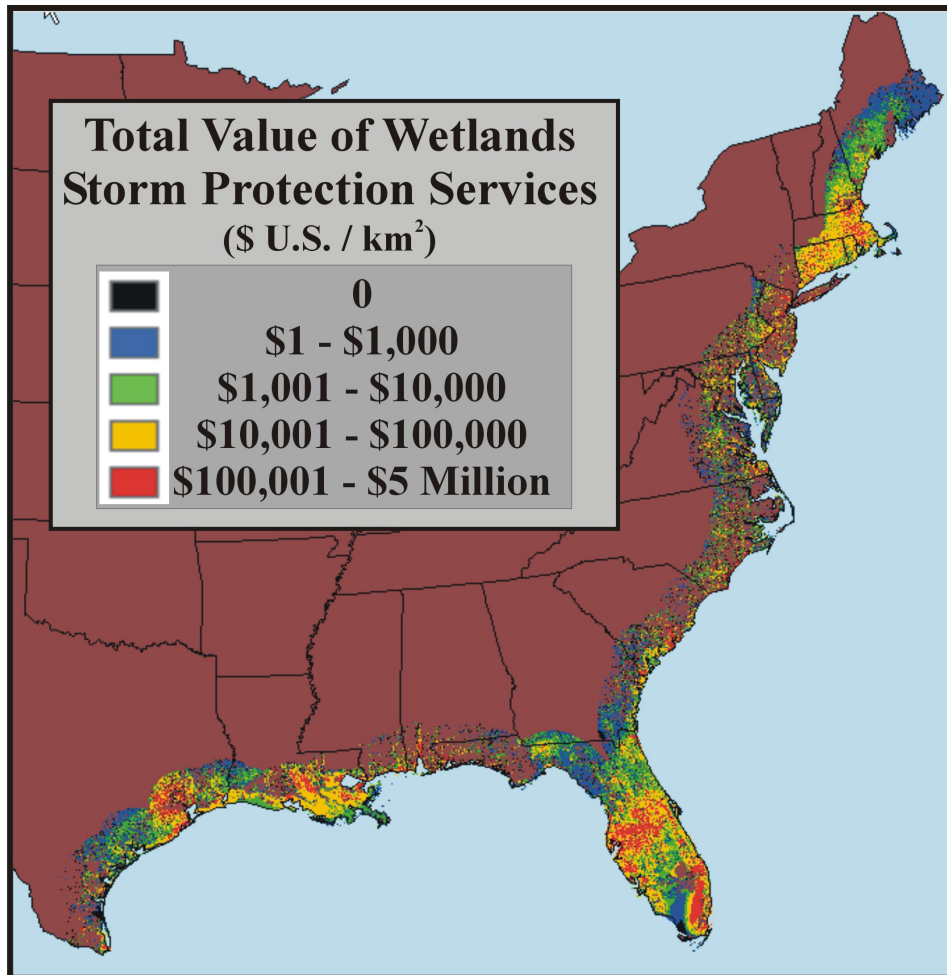 Total Value of Wetlands
Storm Protection Services
($ U.S. / km²)
0
$1 - $1,000
$1,001 - $10,000
$10,001 - $100,000
$100,001 - $5 Million